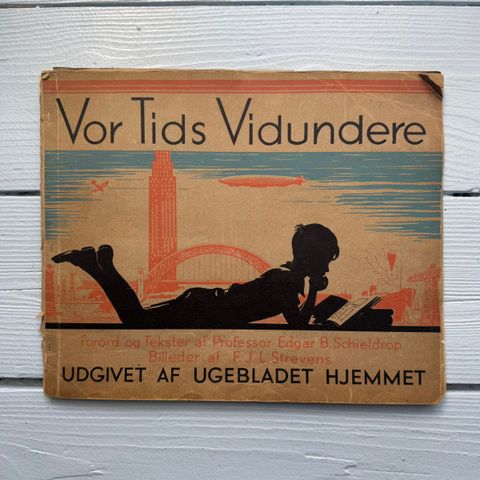 Vor Tids Vidundere
Forord og Tekster af Professor Edgar B. Schieldrop
Billeder af F. J. L. Strevens
UDGIVET AF UGEBLADET HJEMMET